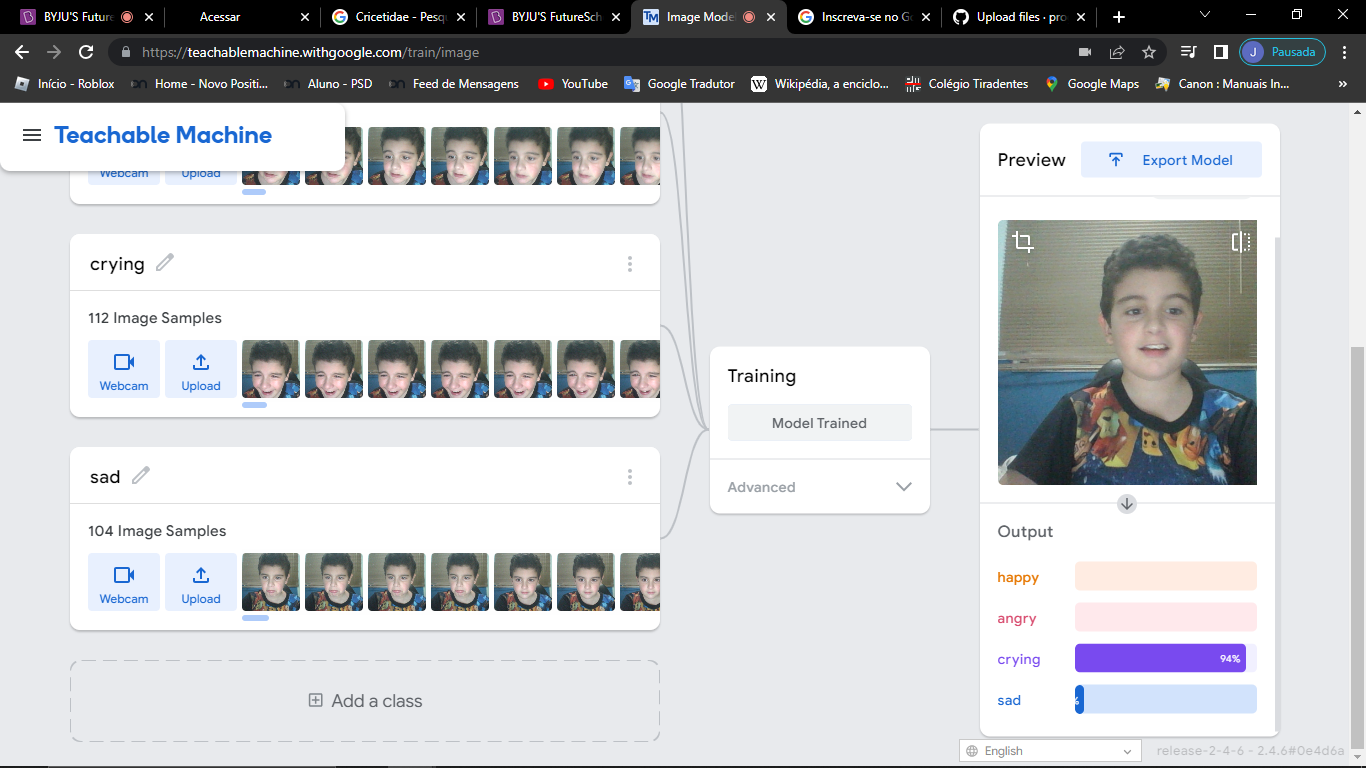 BYJU'S Future
Acessar
Cricetidae - Pesq
BYJU'S FutureSch
Image Model
Inscreva-se no Go
Upload files · pro
https://teachablemachine.withgoogle.com/train/image
J
Pausada
Início - Roblox
Home - Novo Positi...
Aluno - PSD
Feed de Mensagens
YouTube
Google Tradutor
Wikipédia, a enciclo...
Colégio Tiradentes
Google Maps
Canon : Manuais In...
Teachable Machine
Webcam
Upload
crying
112 Image Samples
Webcam
Upload
sad
104 Image Samples
Webcam
Upload
Add a class
Training
Model Trained
Advanced
Preview
Export Model
Output
happy
angry
crying
94%
sad
English
release-2-4-6 - 2.4.6#0e4d6a